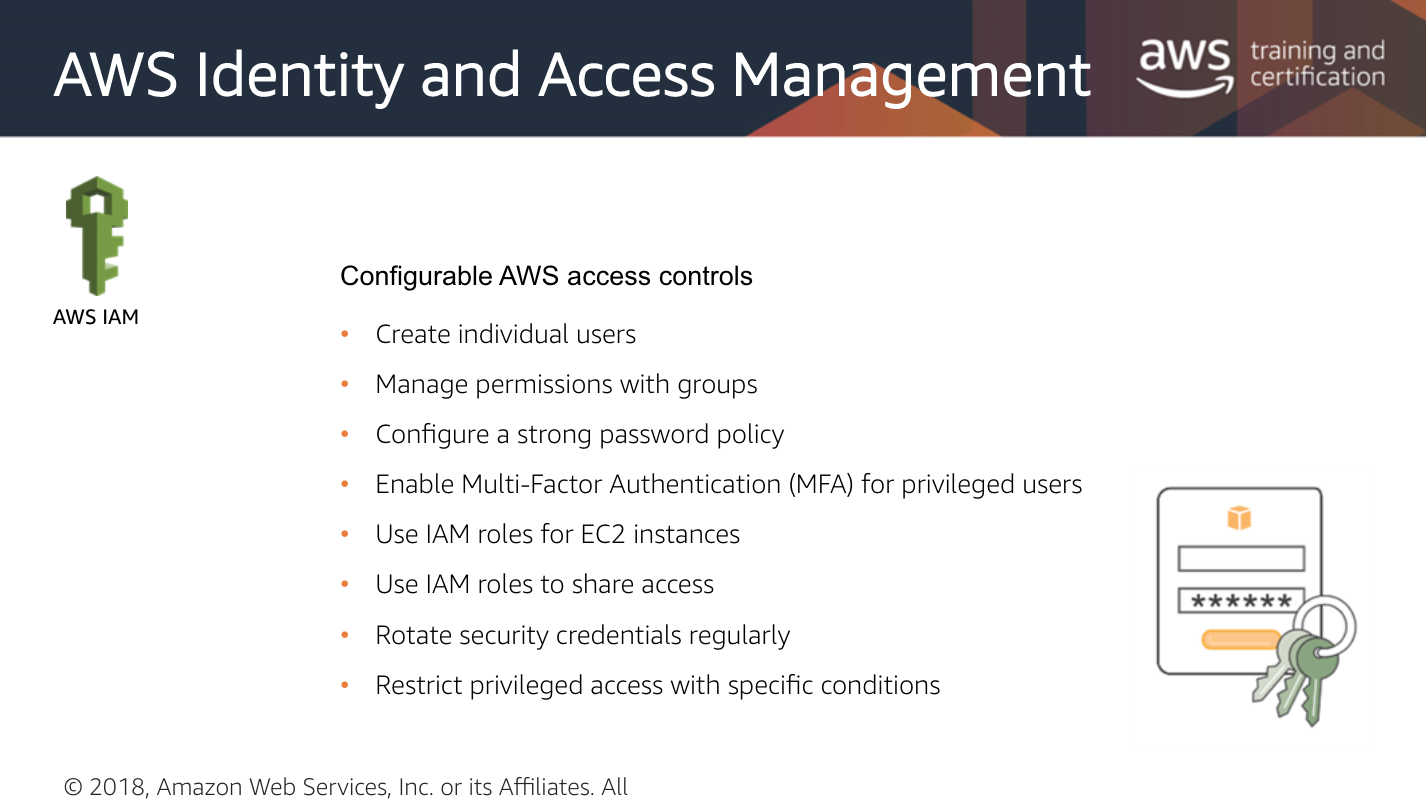 AWS Identity and Access Management
aws training and
certification
AWS IAM
Configurable AWS access controls
• Create individual users
• Manage permissions with groups
• Configure a strong password policy
• Enable Multi-Factor Authentication (MFA) for privileged users
• Use IAM roles for EC2 instances
• Use IAM roles to share access
• Rotate security credentials regularly
• Restrict privileged access with specific conditions
******
© 2018, Amazon Web Services, Inc. or its Affiliates. All